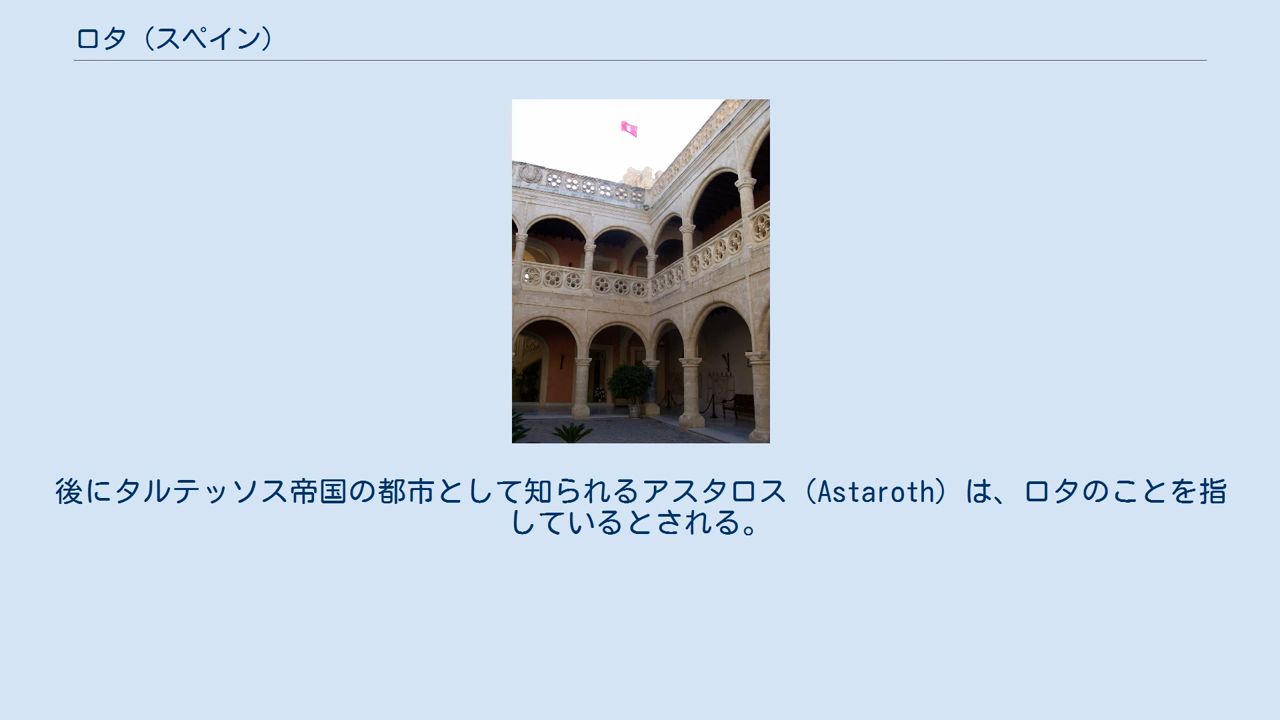 ロタ（スペイン）
後にタルテッソス帝国の都市として知られるアスタロス（Astaroth）は、ロタのことを指
しているとされる。